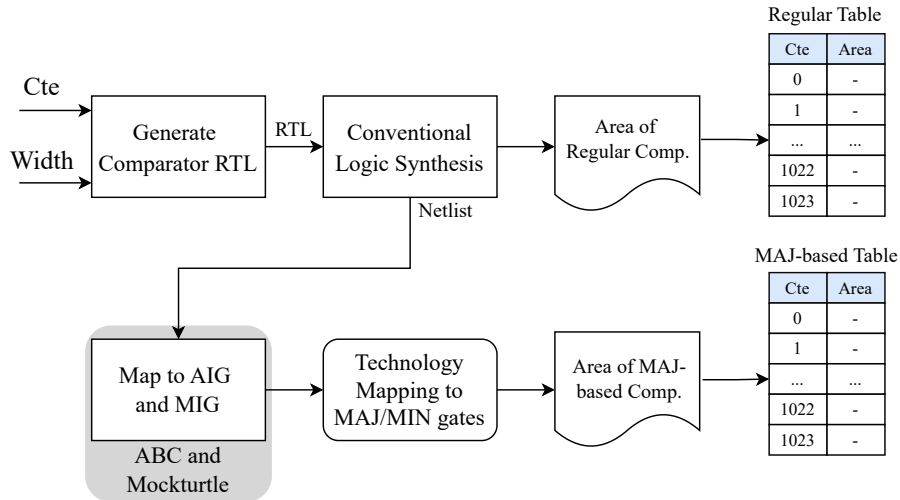 Regular Table
Cte Area
0 -
1 -
... ...
1022 -
1023 -
Cte
Width
Generate
Comparator RTL
RTL
Conventional
Logic Synthesis
Netlist
Area of
Regular Comp.
MAJ-based Table
Cte Area
0 -
1 -
... ...
1022 -
1023 -
Map to AIG
and MIG
ABC and
Mockturtle
Technology
Mapping to
MAJ/MIN gates
Area of MAJ-
based Comp.